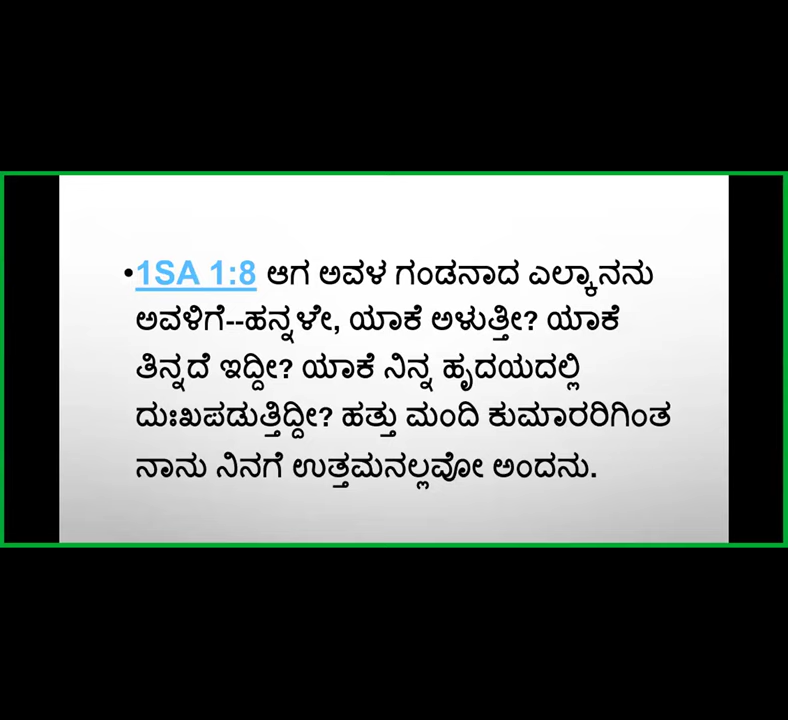 •1SA 1:8 ಆಗ ಅವಳ ಗಂಡನಾದ ಎಲ್ಕಾನನು
ಅವಳಿಗೆ--ಹನ್ನಳೇ, ಯಾಕೆ ಅಳುತ್ತೀ? ಯಾಕೆ
ತಿನ್ನದೆ ಇದ್ದೀ? ಯಾಕೆ ನಿನ್ನ ಹೃದಯದಲ್ಲಿ
ದುಃಖಪಡುತ್ತಿದ್ದೀ? ಹತ್ತು ಮಂದಿ ಕುಮಾರರಿಗಿಂತ
ನಾನು ನಿನಗೆ ಉತ್ತಮನಲ್ಲವೋ ಅಂದನು.